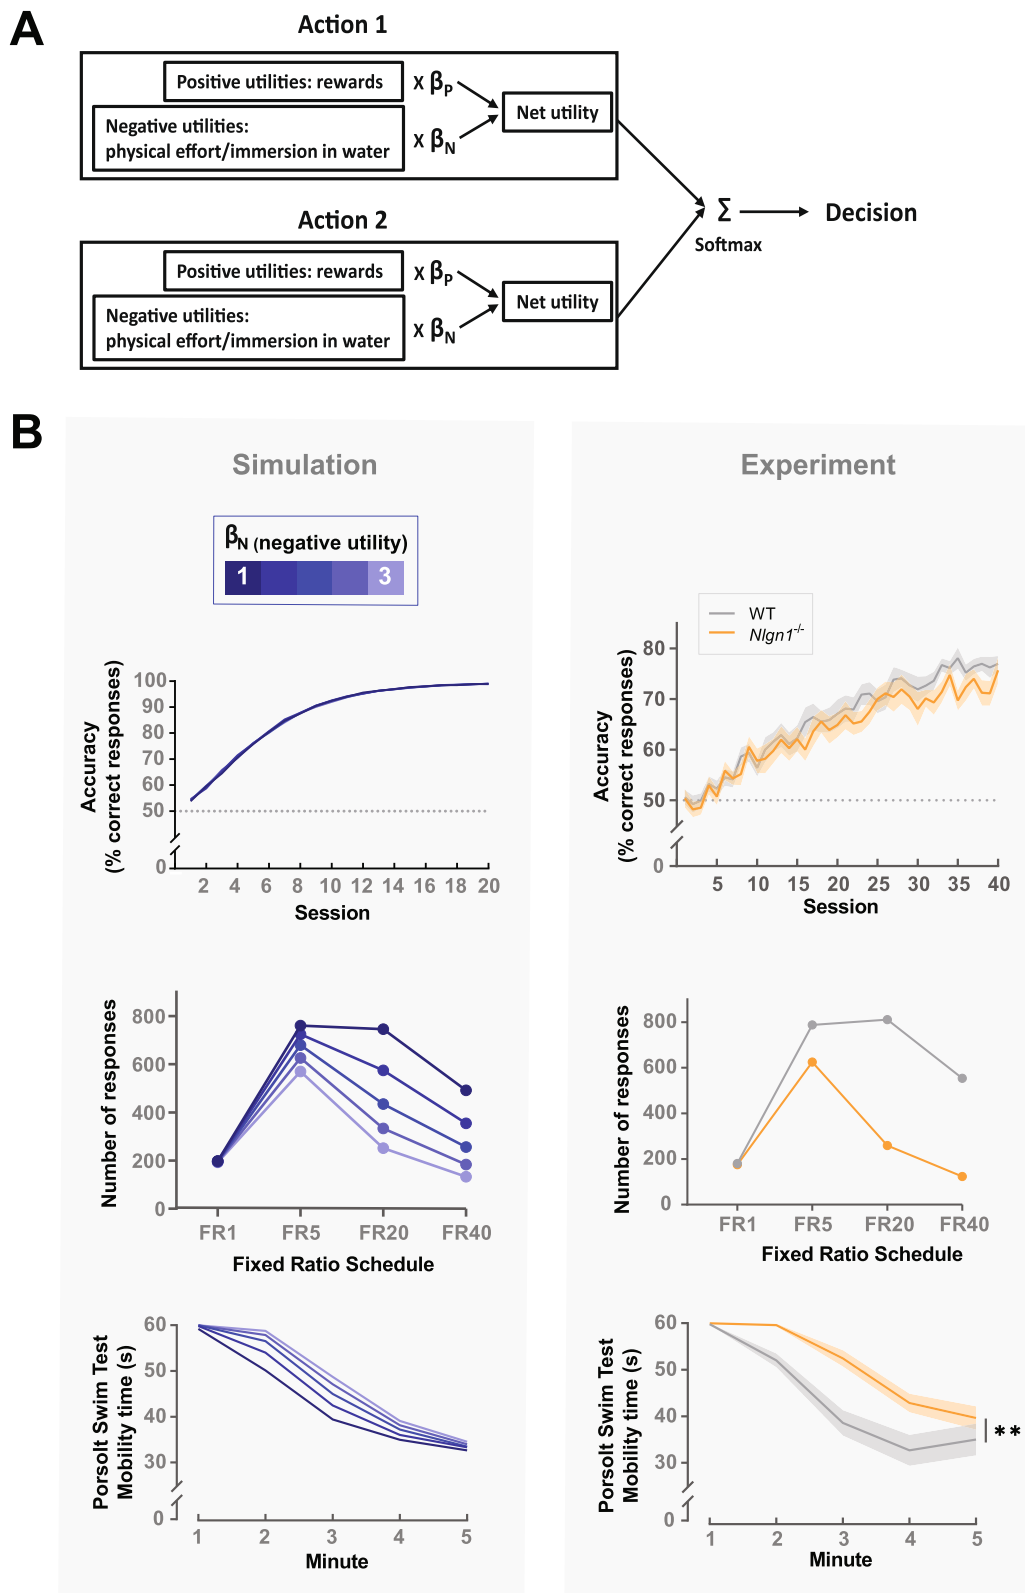 A
Action 1
Positive utilities: rewards
X βP
Negative utilities:
physical effort/immersion in water
X βN
Net utility
Action 2
Positive utilities: rewards
X βP
Negative utilities:
physical effort/immersion in water
X βN
Net utility
Σ
Softmax
Decision
B
Simulation
βN (negative utility)
1 3
Accuracy
(% correct responses)
100
90
80
70
60
50
0
2 4 6 8 10 12 14 16 18 20
Session
Number of responses
800
600
400
200
0
FR1 FR5 FR20 FR40
Fixed Ratio Schedule
Porsolt Swim Test
Mobility time (s)
60
50
40
30
0
1 2 3 4 5
Minute
Experiment
WT
Nlgn1-/-
Accuracy
(% correct responses)
80
70
60
50
0
5 10 15 20 25 30 35 40
Session
Number of responses
800
600
400
200
0
FR1 FR5 FR20 FR40
Fixed Ratio Schedule
Porsolt Swim Test
Mobility time (s)
60
50
40
30
0
**
1 2 3 4 5
Minute